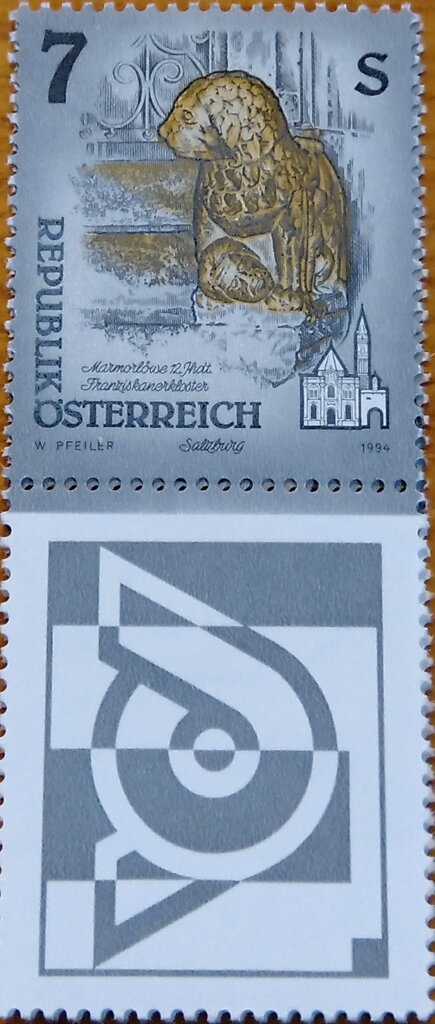 7 S
REPUBLIK
Marmorlöwe 12. Jhdt.
Franziskanerkloster
ÖSTERREICH
W. PFEILER Salzburg 1994